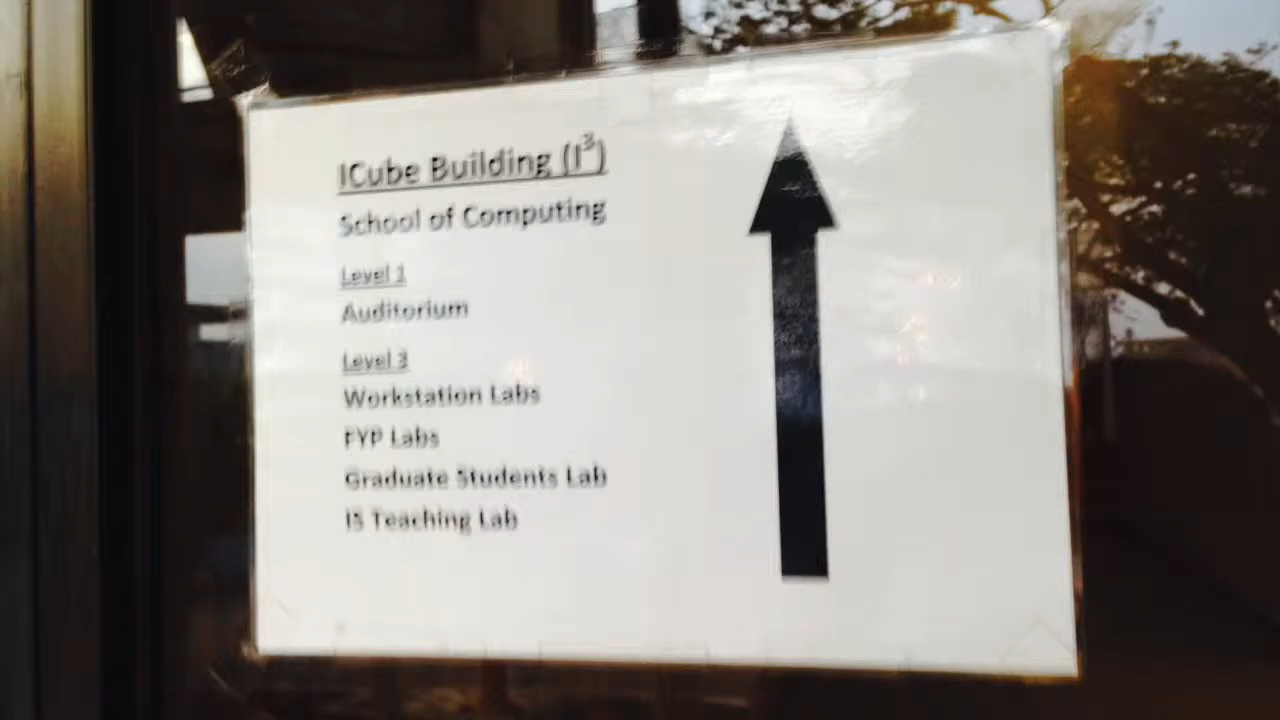 ICube Building (I³)
School of Computing
Level 1
Auditorium
Level 3
Workstation Labs
FYP Labs
Graduate Students Lab
IS Teaching Lab